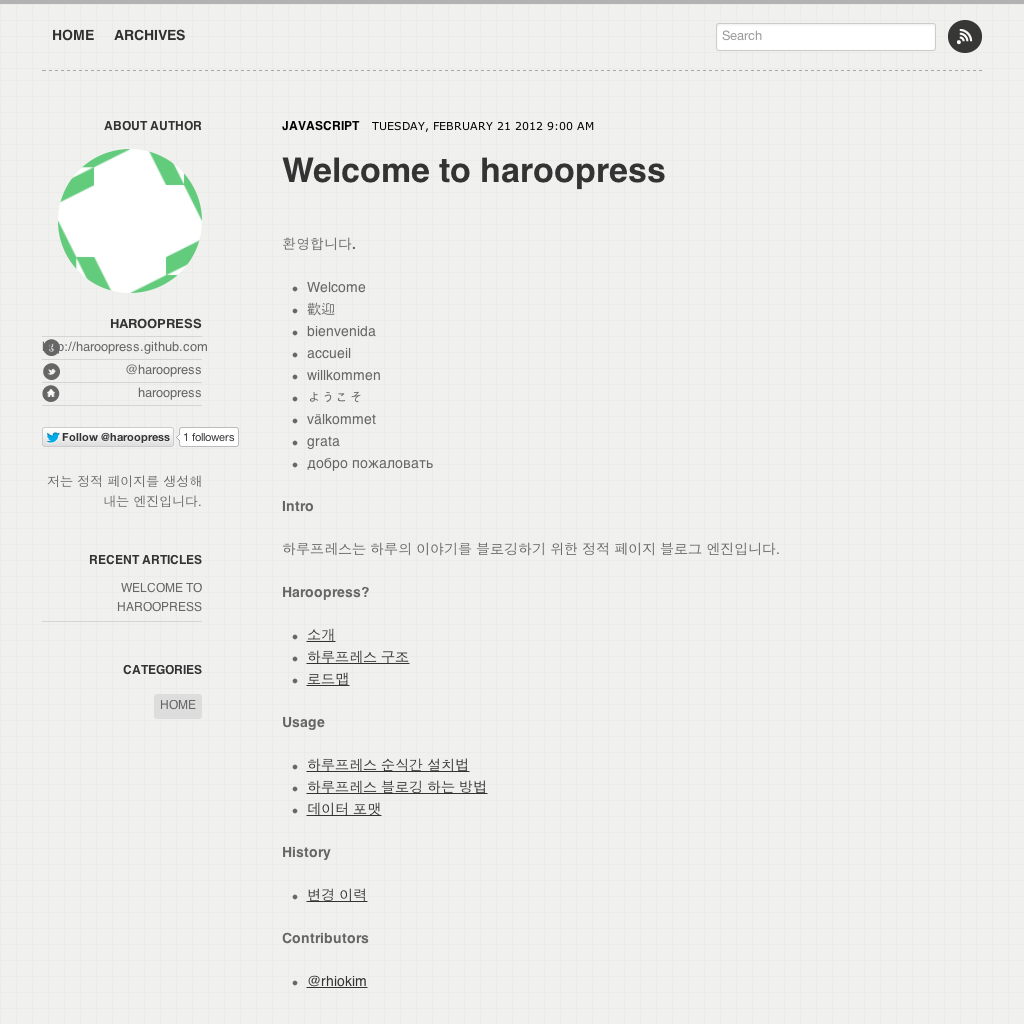 HOME ARCHIVES
Search
ABOUT AUTHOR
HAROOPRESS
http://haroopress.github.com
@haroopress
haroopress
Follow @haroopress 1 followers
저는 정적 페이지를 생성해
내는 엔진입니다.
RECENT ARTICLES
WELCOME TO
HAROOPRESS
CATEGORIES
HOME
JAVASCRIPT TUESDAY, FEBRUARY 21 2012 9:00 AM
Welcome to haroopress
환영합니다.
Welcome
歡迎
bienvenida
accueil
willkommen
ようこそ
välkommet
grata
добро пожаловать
Intro
하루프레스는 하루의 이야기를 블로깅하기 위한 정적 페이지 블로그 엔진입니다.
Haroopress?
소개
하루프레스 구조
로드맵
Usage
하루프레스 순식간 설치법
하루프레스 블로깅 하는 방법
데이터 포맷
History
변경 이력
Contributors
@rhiokim